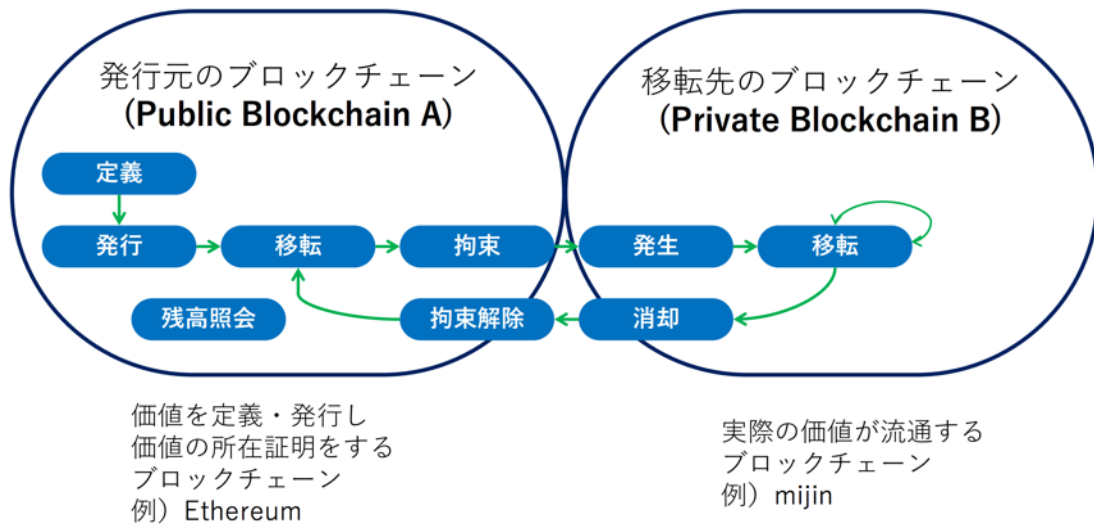 発行元のブロックチェーン
(Public Blockchain A)
移転先のブロックチェーン
(Private Blockchain B)
定義
発行
移転
拘束
発生
移転
残高照会
拘束解除
消却
価値を定義・発行し
価値の所在証明をする
ブロックチェーン
例）Ethereum
実際の価値が流通する
ブロックチェーン
例）mijin